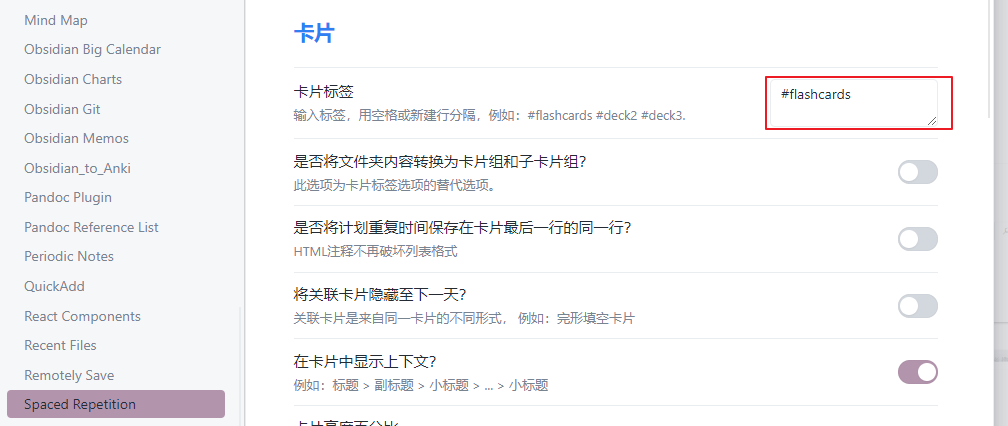 Mind Map
Obsidian Big Calendar
Obsidian Charts
Obsidian Git
Obsidian Memos
Obsidian_to_Anki
Pandoc Plugin
Pandoc Reference List
Periodic Notes
QuickAdd
React Components
Recent Files
Remotely Save
Spaced Repetition
卡片
卡片标签
输入标签，用空格或新建行分隔，例如：#flashcards #deck2 #deck3.
#flashcards
是否将文件夹内容转换为卡片组和子卡片组？
此选项为卡片标签选项的替代选项。
是否将计划重复时间保存在卡片最后一行的同一行？
HTML注释不再破坏列表格式
将关联卡片隐藏至下一天？
关联卡片是来自同一卡片的不同形式， 例如：完形填空卡片
在卡片中显示上下文？
例如：标题 > 副标题 > 小标题 > ... > 小标题